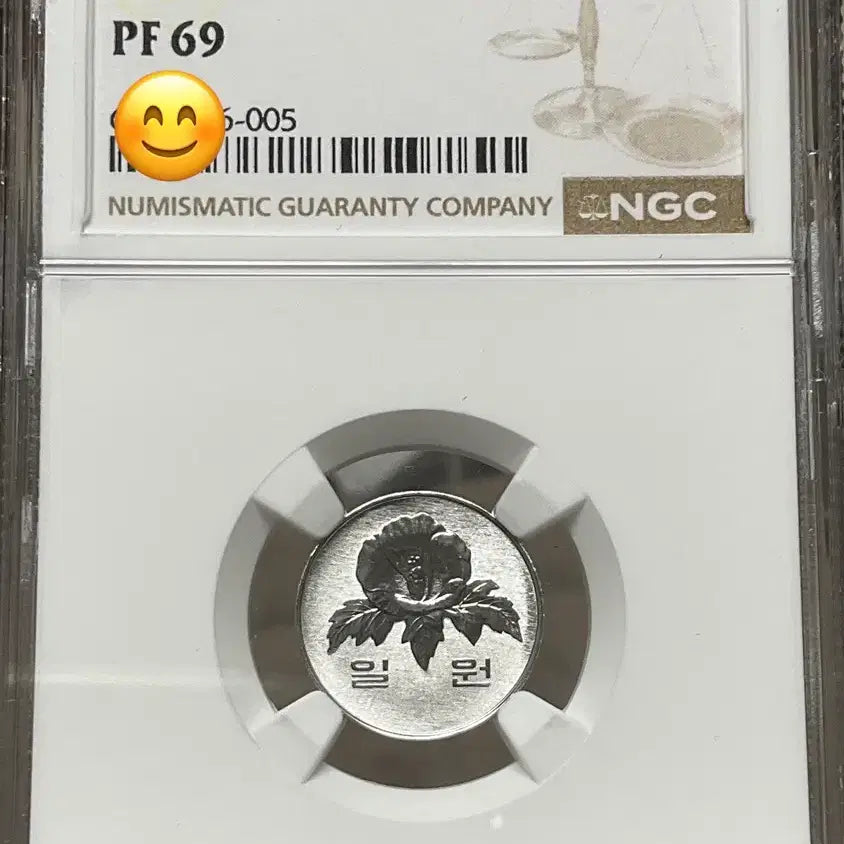 PF 69
6-005
NUMISMATIC GUARANTY COMPANY NGC
일 원